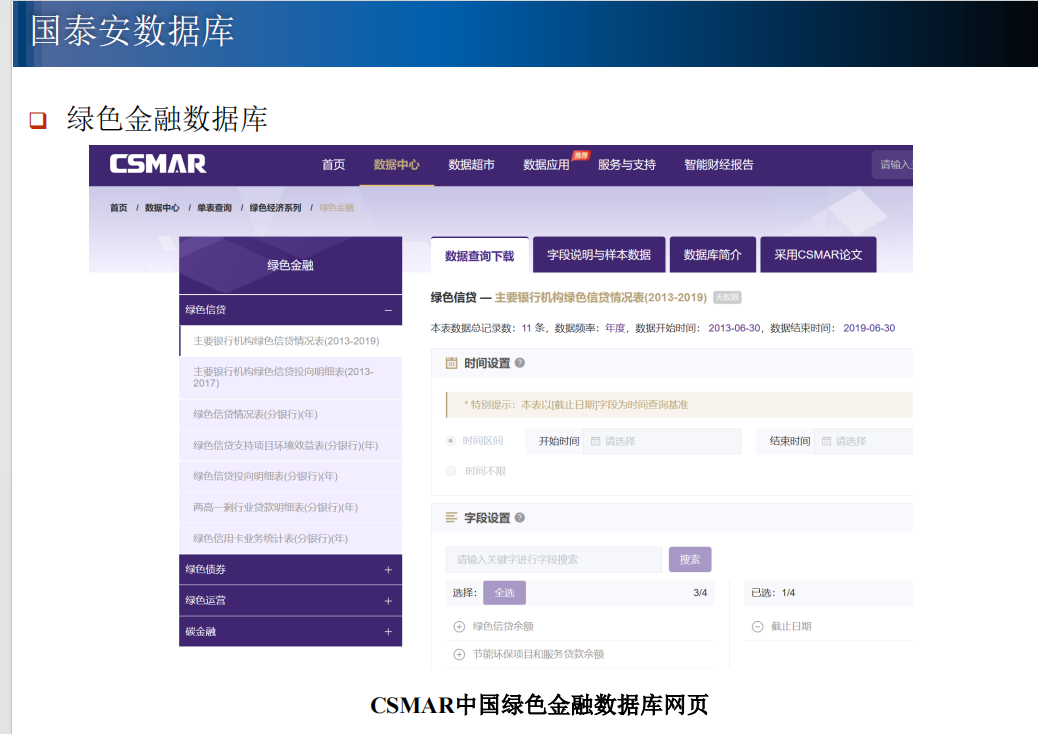 国泰安数据库
绿色金融数据库
CSMAR 首页 数据中心 数据超市 数据应用 推荐 服务与支持 智能财经报告 请输入
首页 / 数据中心 / 单表查询 / 绿色经济系列 / 绿色金融
绿色金融
数据查询下载 字段说明与样本数据 数据库简介 采用CSMAR论文
绿色信贷 −
主要银行机构绿色信贷情况表(2013-2019)
主要银行机构绿色信贷投向明细表(2013-
2017)
绿色信贷情况表(分银行)(年)
绿色信贷支持项目环境效益表(分银行)(年)
绿色信贷投向明细表(分银行)(年)
两高一剩行业贷款明细表(分银行)(年)
绿色信用卡业务统计表(分银行)(年)
绿色债券 +
绿色运营 +
碳金融 +
绿色信贷 — 主要银行机构绿色信贷情况表(2013-2019) 无权限
本表数据总记录数：11 条，数据频率：年度，数据开始时间： 2013-06-30，数据结束时间： 2019-06-30
时间设置 ?
* 特别提示：本表以[截止日期]字段为时间查询基准
时间区间 开始时间 请选择 结束时间 请选择
时间不限
字段设置 ?
请输入关键字进行字段搜索 搜索
选择： 全选 3/4 已选：1/4
绿色信贷余额 截止日期
节能环保项目和服务贷款余额
CSMAR中国绿色金融数据库网页